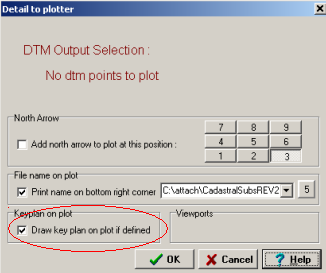 Detail to plotter
DTM Output Selection :
No dtm points to plot
North Arrow
Add north arrow to plot at this position :
7 8 9
4 5 6
1 2 3
File name on plot
Print name on bottom right corner C:\attach\CadastralSubsREV2 5
Keyplan on plot Viewports
Draw key plan on plot if defined
OK Cancel ? Help